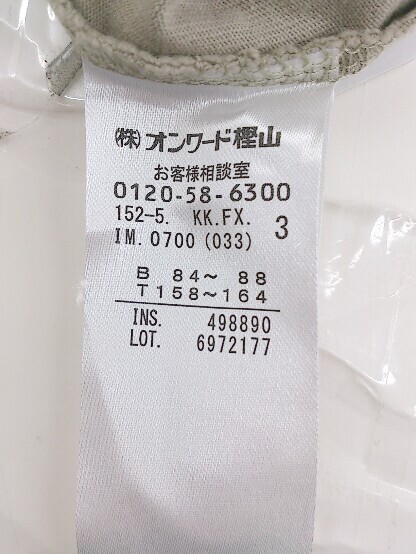 (株)オンワード樫山
お客様相談室
0120-58-6300
152-5. KK.FX. 3
IM. 0700 (033)
B 84～ 88
T 158～164
INS. 498890
LOT. 6972177